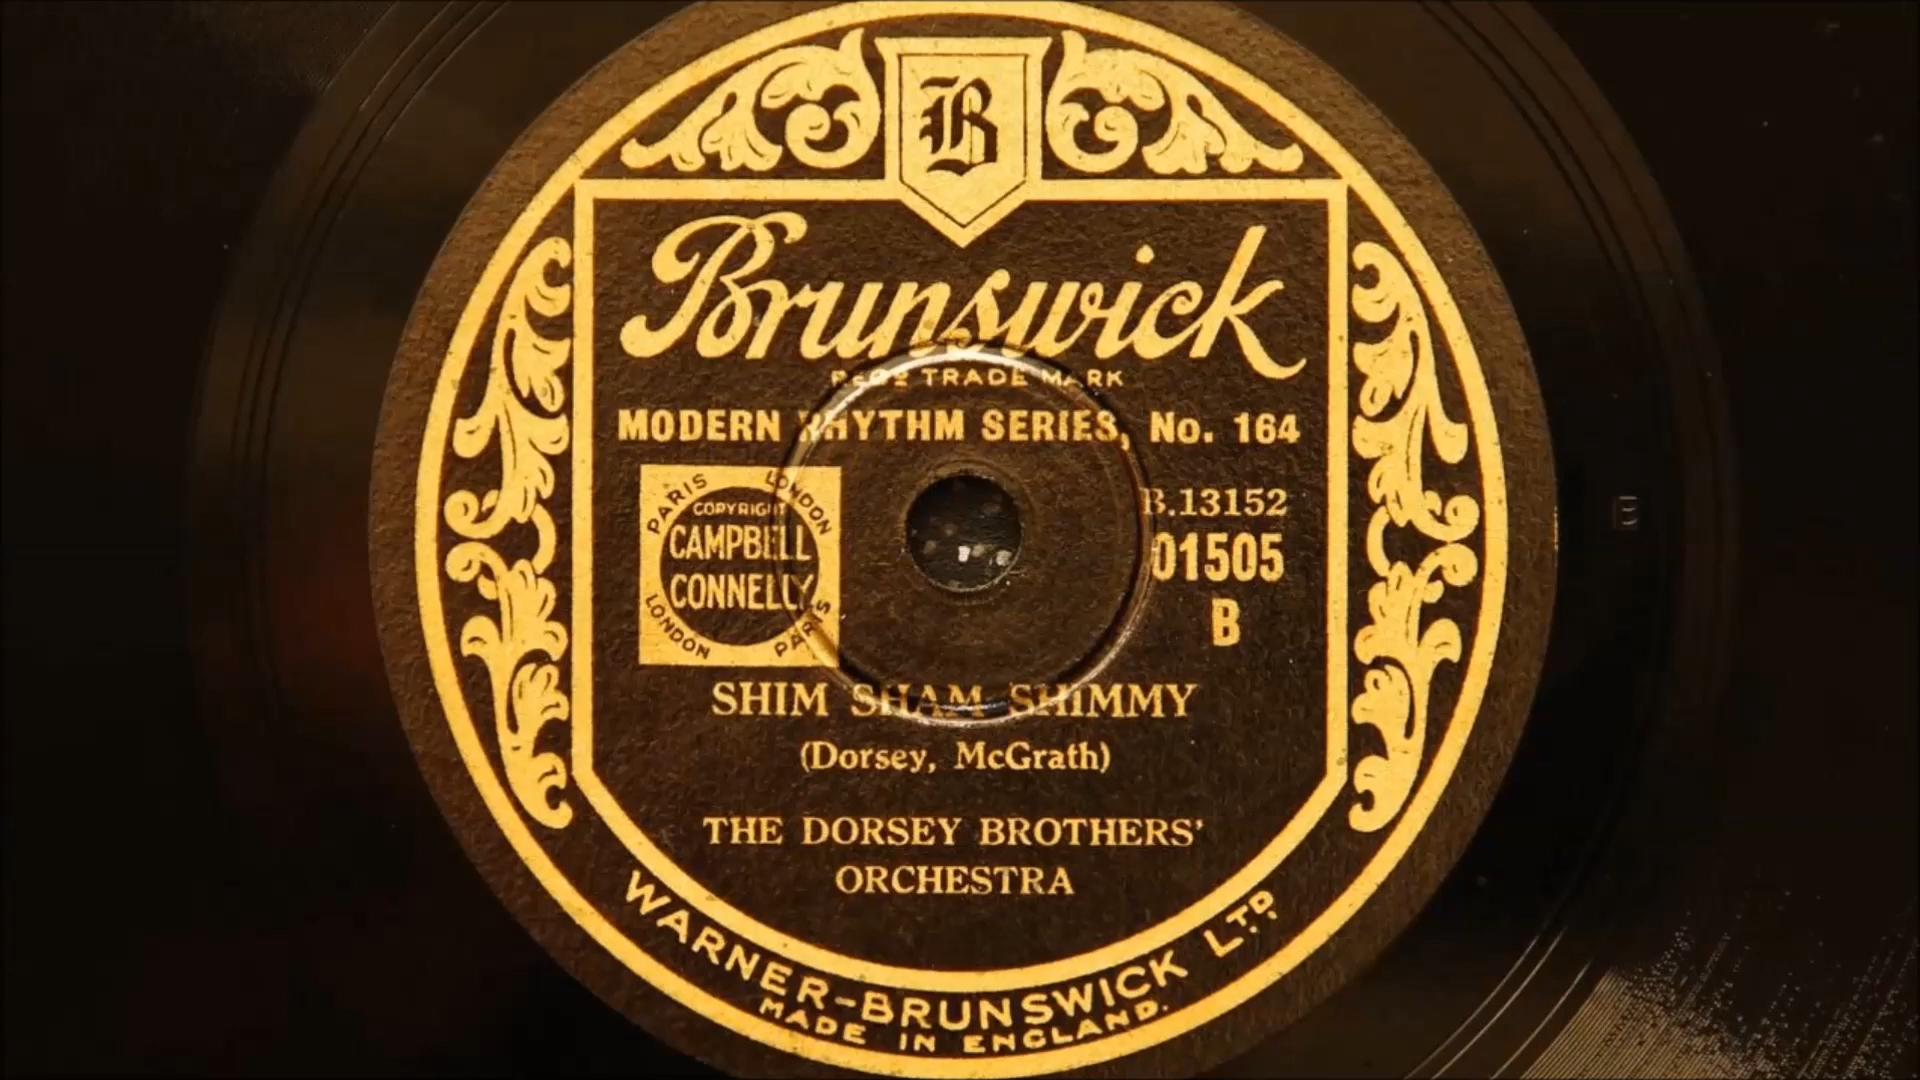 B
Brunswick
REGD TRADE MARK
MODERN RHYTHM SERIES, No. 164
PARIS LONDON
COPYRIGHT
CAMPBELL
CONNELLY
LONDON PARIS
B.13152
01505
B
B
SHIM SHAM SHIMMY
(Dorsey, McGrath)
THE DORSEY BROTHERS'
ORCHESTRA
WARNER-BRUNSWICK LTD.
MADE IN ENGLAND.